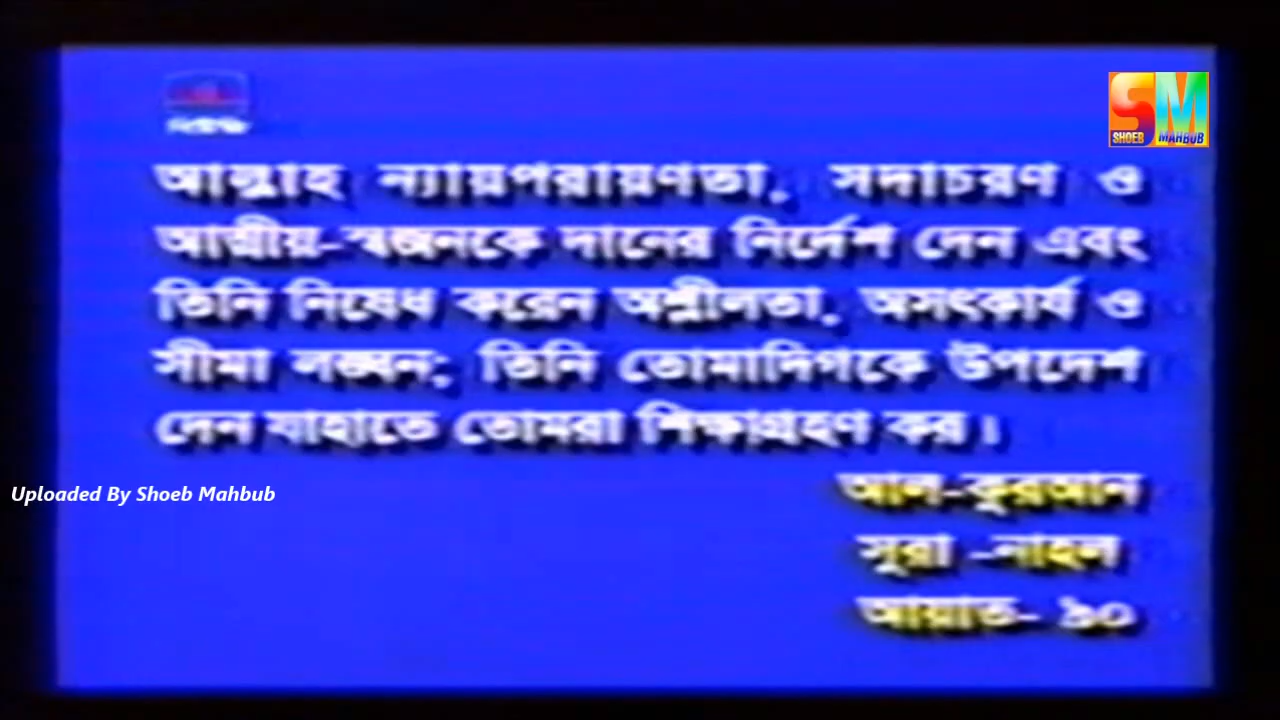 SM
SHOEB MAHBUB
আল্লাহ ন্যায়পরায়ণতা, সদাচরণ ও
আত্মীয়-স্বজনকে দানের নির্দেশ দেন এবং
তিনি নিষেধ করেন অশ্লীলতা, অসৎকার্য ও
সীমা লঙ্ঘন; তিনি তোমাদিগকে উপদেশ
দেন যাহাতে তোমরা শিক্ষাগ্রহণ কর।
Uploaded By Shoeb Mahbub
আল-কুরআন
সূরা -নাহল
আয়াত- ৯০